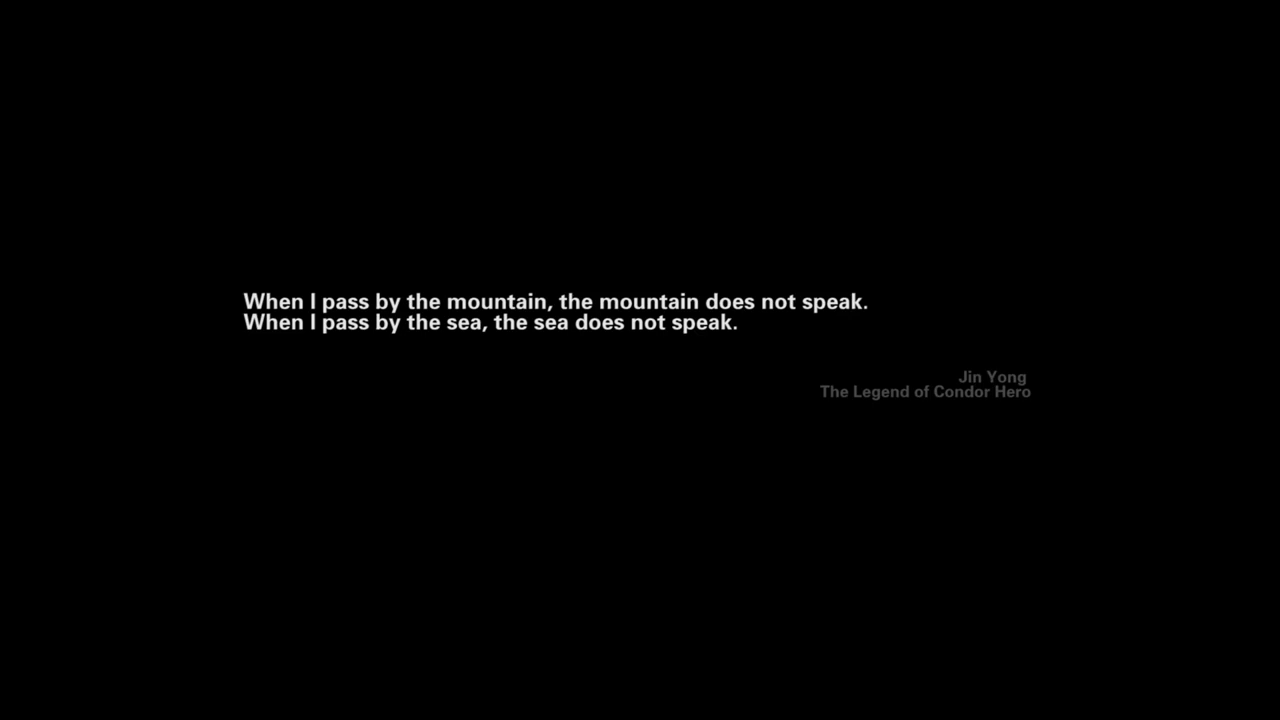 When I pass by the mountain, the mountain does not speak.
When I pass by the sea, the sea does not speak.
Jin Yong
The Legend of Condor Hero